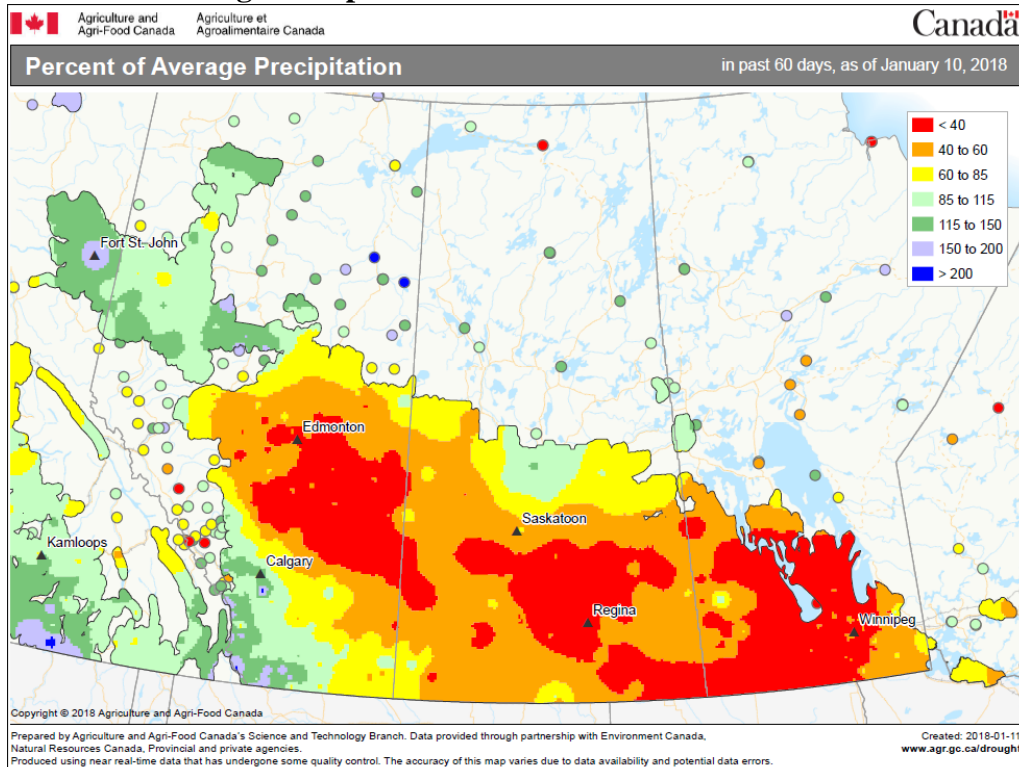 Agriculture and Agri-Food Canada
Agriculture et Agroalimentaire Canada
Canada
Percent of Average Precipitation
in past 60 days, as of January 10, 2018
< 40
40 to 60
60 to 85
85 to 115
115 to 150
150 to 200
> 200
Fort St. John
Edmonton
Saskatoon
Kamloops
Calgary
Regina
Winnipeg
Copyright © 2018 Agriculture and Agri-Food Canada
Prepared by Agriculture and Agri-Food Canada's Science and Technology Branch. Data provided through partnership with Environment Canada,
Natural Resources Canada, Provincial and private agencies.
Produced using near real-time data that has undergone some quality control. The accuracy of this map varies due to data availability and potential data errors.
Created: 2018-01-11
www.agr.gc.ca/drought